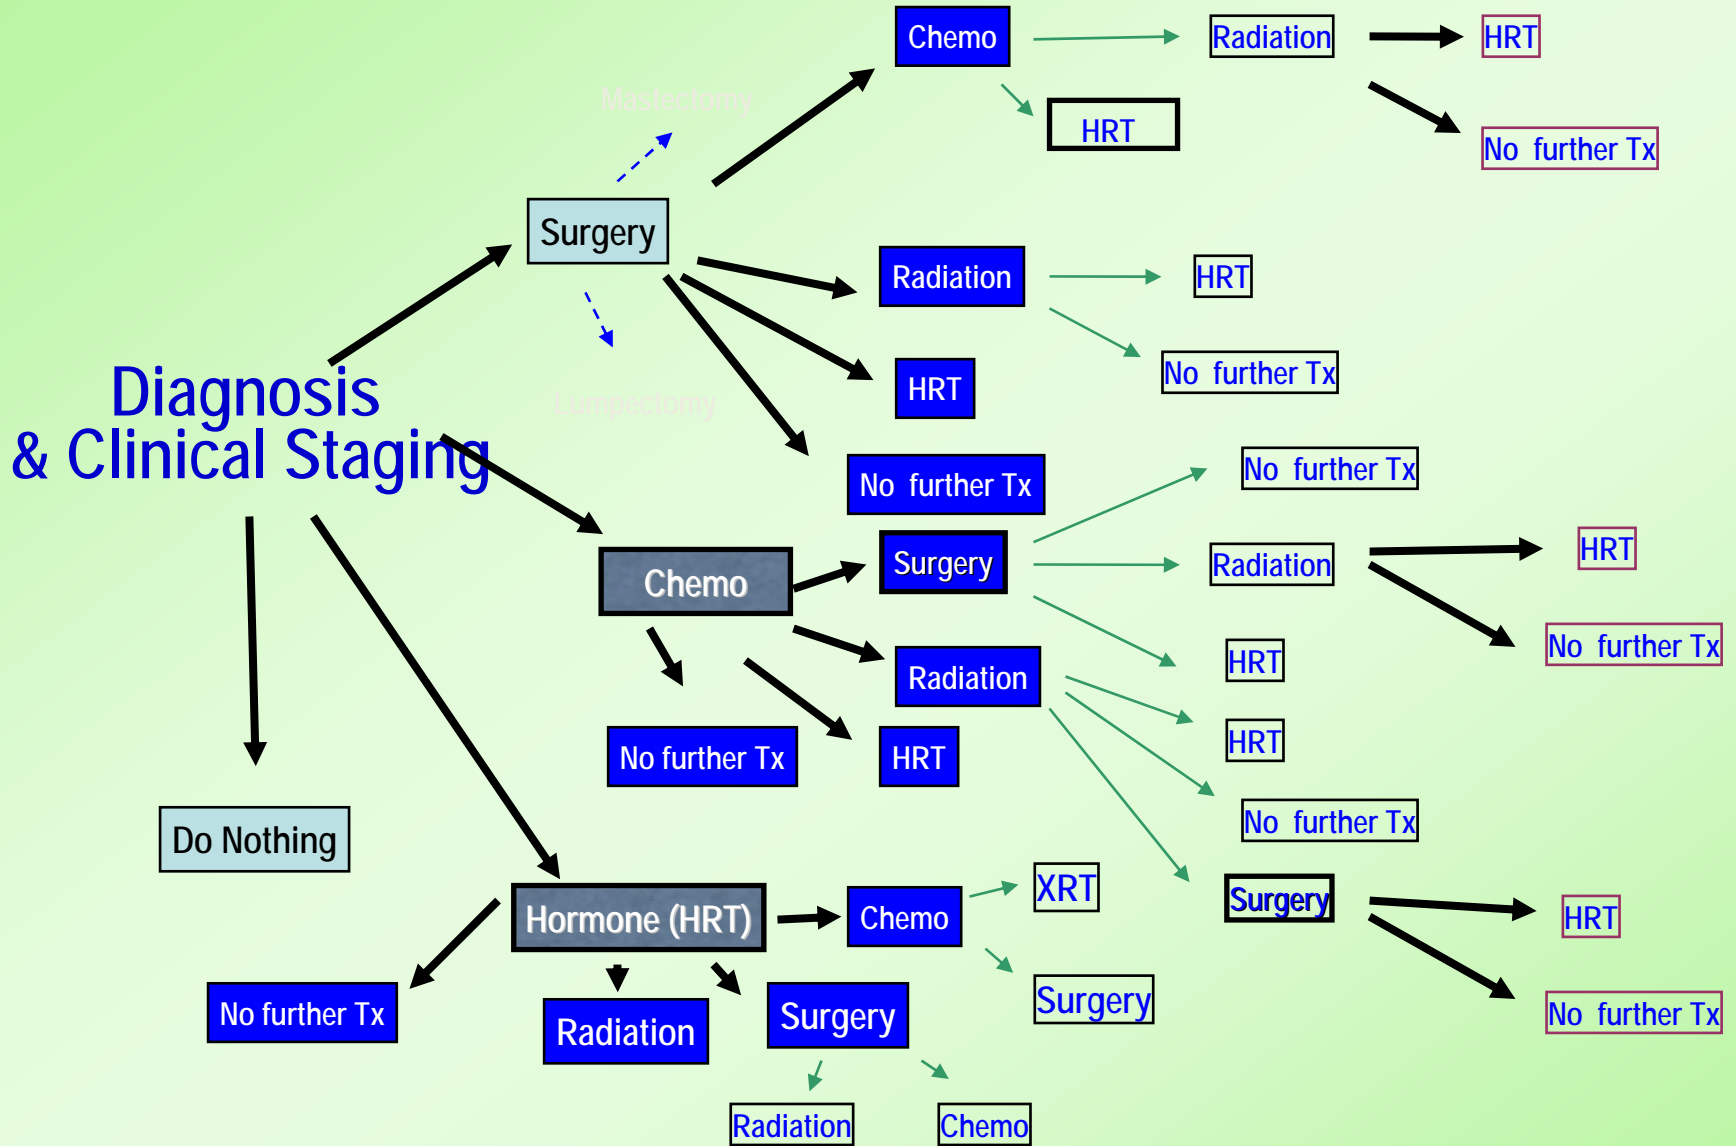 Chemo
Radiation
HRT
Mastectomy
HRT
No further Tx
Surgery
Radiation
HRT
No further Tx
Diagnosis
& Clinical Staging
HRT
Lumpectomy
No further Tx
No further Tx
Surgery
Radiation
HRT
Chemo
HRT
No further Tx
Radiation
HRT
No further Tx
HRT
No further Tx
Do Nothing
XRT
Surgery
HRT
Hormone (HRT)
Chemo
No further Tx
Radiation
Surgery
Surgery
No further Tx
Radiation
Chemo